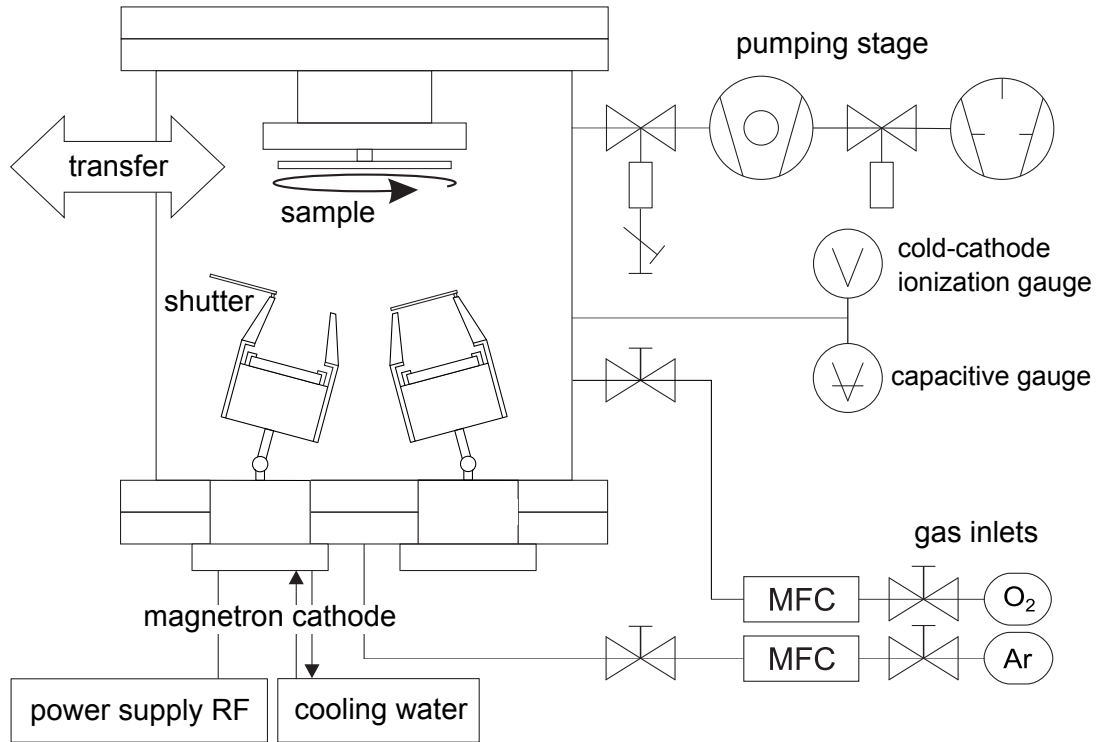 pumping stage
transfer
sample
cold-cathode
ionization gauge
shutter
capacitive gauge
gas inlets
MFC
O₂
magnetron cathode
MFC
Ar
power supply RF
cooling water